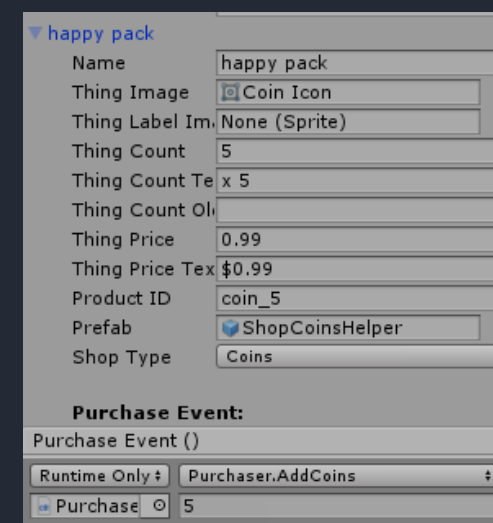 happy pack
Name happy pack
Thing Image Coin Icon
Thing Label Im None (Sprite)
Thing Count 5
Thing Count Te x 5
Thing Count Ol
Thing Price 0.99
Thing Price Tex $0.99
Product ID coin_5
Prefab ShopCoinsHelper
Shop Type Coins
Purchase Event:
Purchase Event ()
Runtime Only Purchaser.AddCoins
Purchase 5